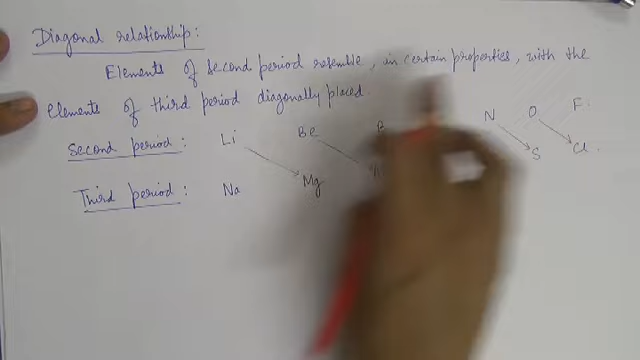 Diagonal relationship:
Elements of second period resemble, in certain properties, with the
elements of third period diagonally placed.
Second period: Li Be B N O F
Third period: Na Mg S Cl